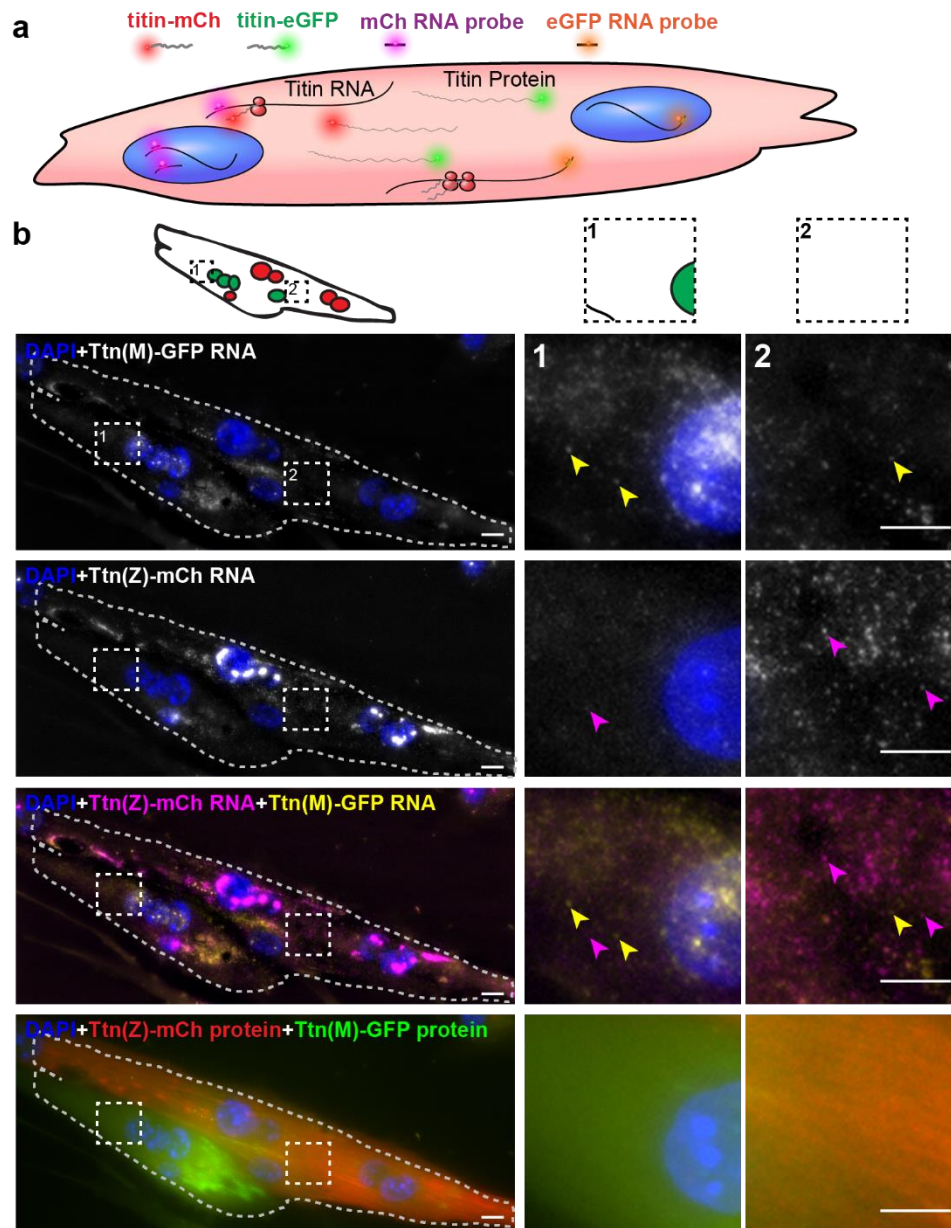 a
titin-mCh titin-eGFP mCh RNA probe eGFP RNA probe
Titin RNA Titin Protein
b
1 2 1 2
DAPI+Ttn(M)-GFP RNA 1 2
1 2
DAPI+Ttn(Z)-mCh RNA
DAPI+Ttn(Z)-mCh RNA+Ttn(M)-GFP RNA
DAPI+Ttn(Z)-mCh protein+Ttn(M)-GFP protein